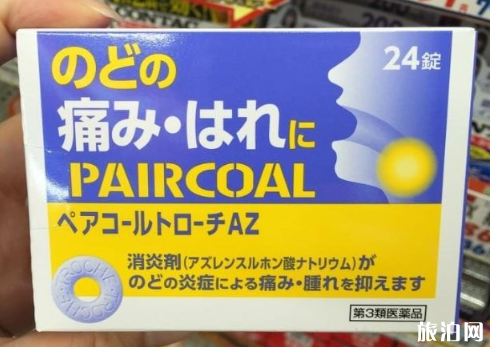 のどの
24錠
痛み・はれに
PAIRCOAL
ペアコールトローチAZ
消炎剤(アズレンスルホン酸ナトリウム)が
のどの炎症による痛み・腫れを抑えます
第3類医薬品
旅泊网